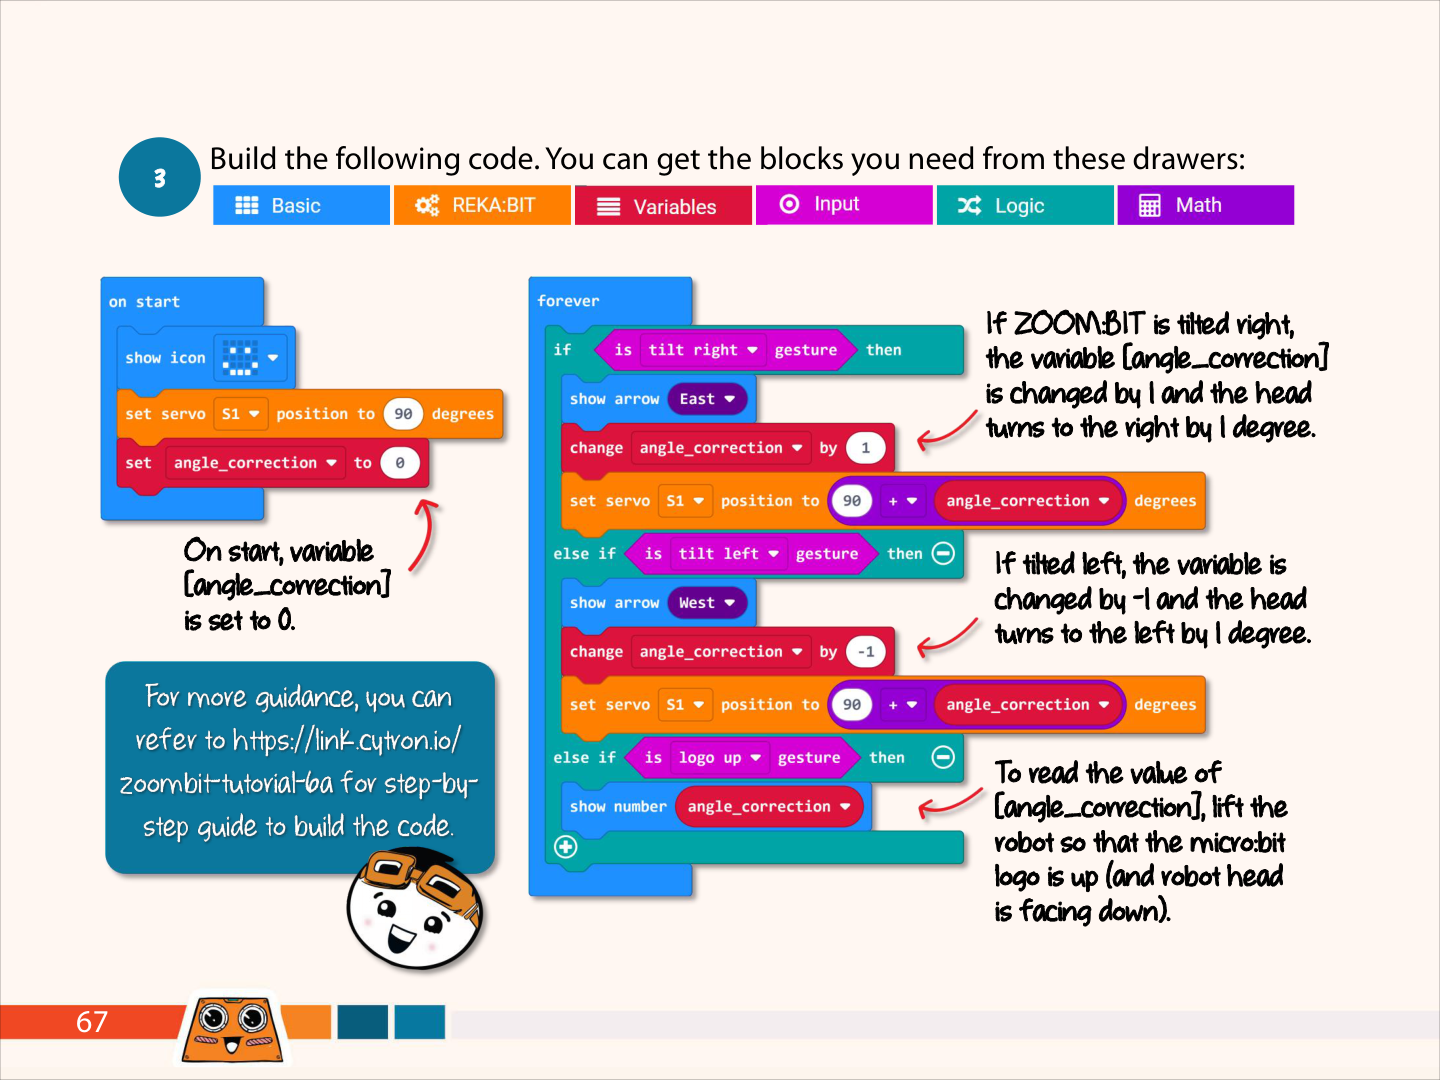 3
Build the following code. You can get the blocks you need from these drawers:
Basic
REKA:BIT
Variables
Input
Logic
Math
on start
show icon
set servo S1 position to 90 degrees
set angle_correction to 0
On start, variable
[angle_correction]
is set to 0.
For more guidance, you can
refer to https://link.cytron.io/
zoombit-tutorial-6a for step-by-
step guide to build the code.
forever
if is tilt right gesture then
show arrow East
change angle_correction by 1
set servo S1 position to 90 + angle_correction degrees
else if is tilt left gesture then
show arrow West
change angle_correction by -1
set servo S1 position to 90 + angle_correction degrees
else if is logo up gesture then
show number angle_correction
If ZOOM:BIT is tilted right,
the variable [angle_correction]
is changed by 1 and the head
turns to the right by 1 degree.
If tilted left, the variable is
changed by -1 and the head
turns to the left by 1 degree.
To read the value of
[angle_correction], lift the
robot so that the micro:bit
logo is up (and robot head
is facing down).
67